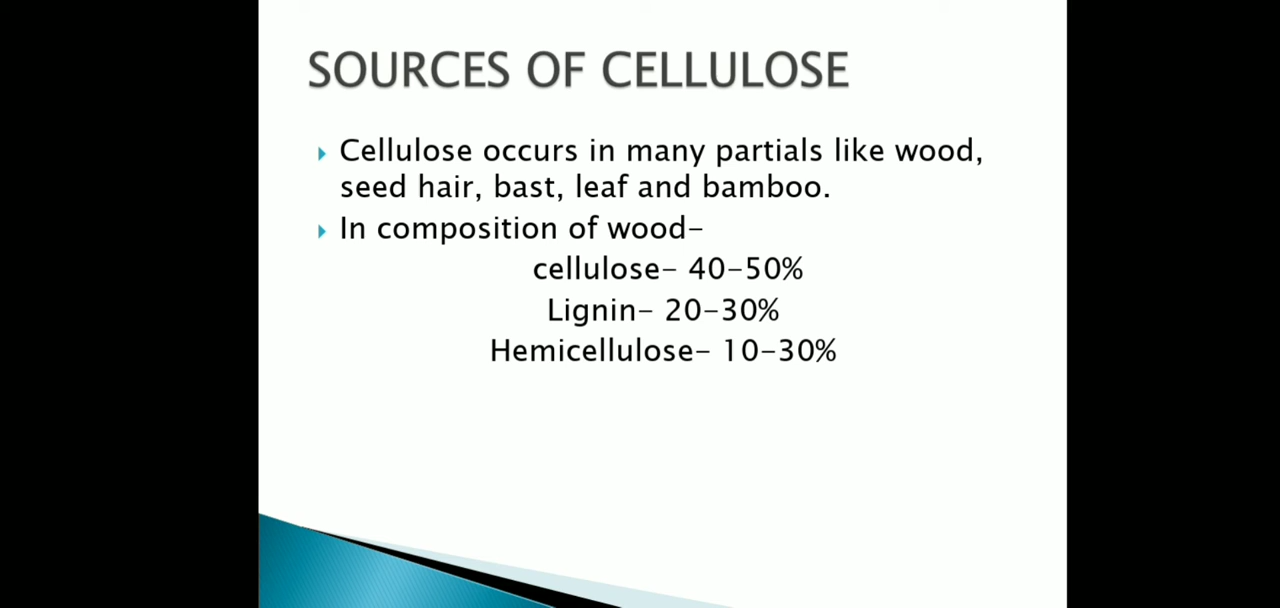 SOURCES OF CELLULOSE
Cellulose occurs in many partials like wood,
seed hair, bast, leaf and bamboo.
In composition of wood-
cellulose- 40-50%
Lignin- 20-30%
Hemicellulose- 10-30%